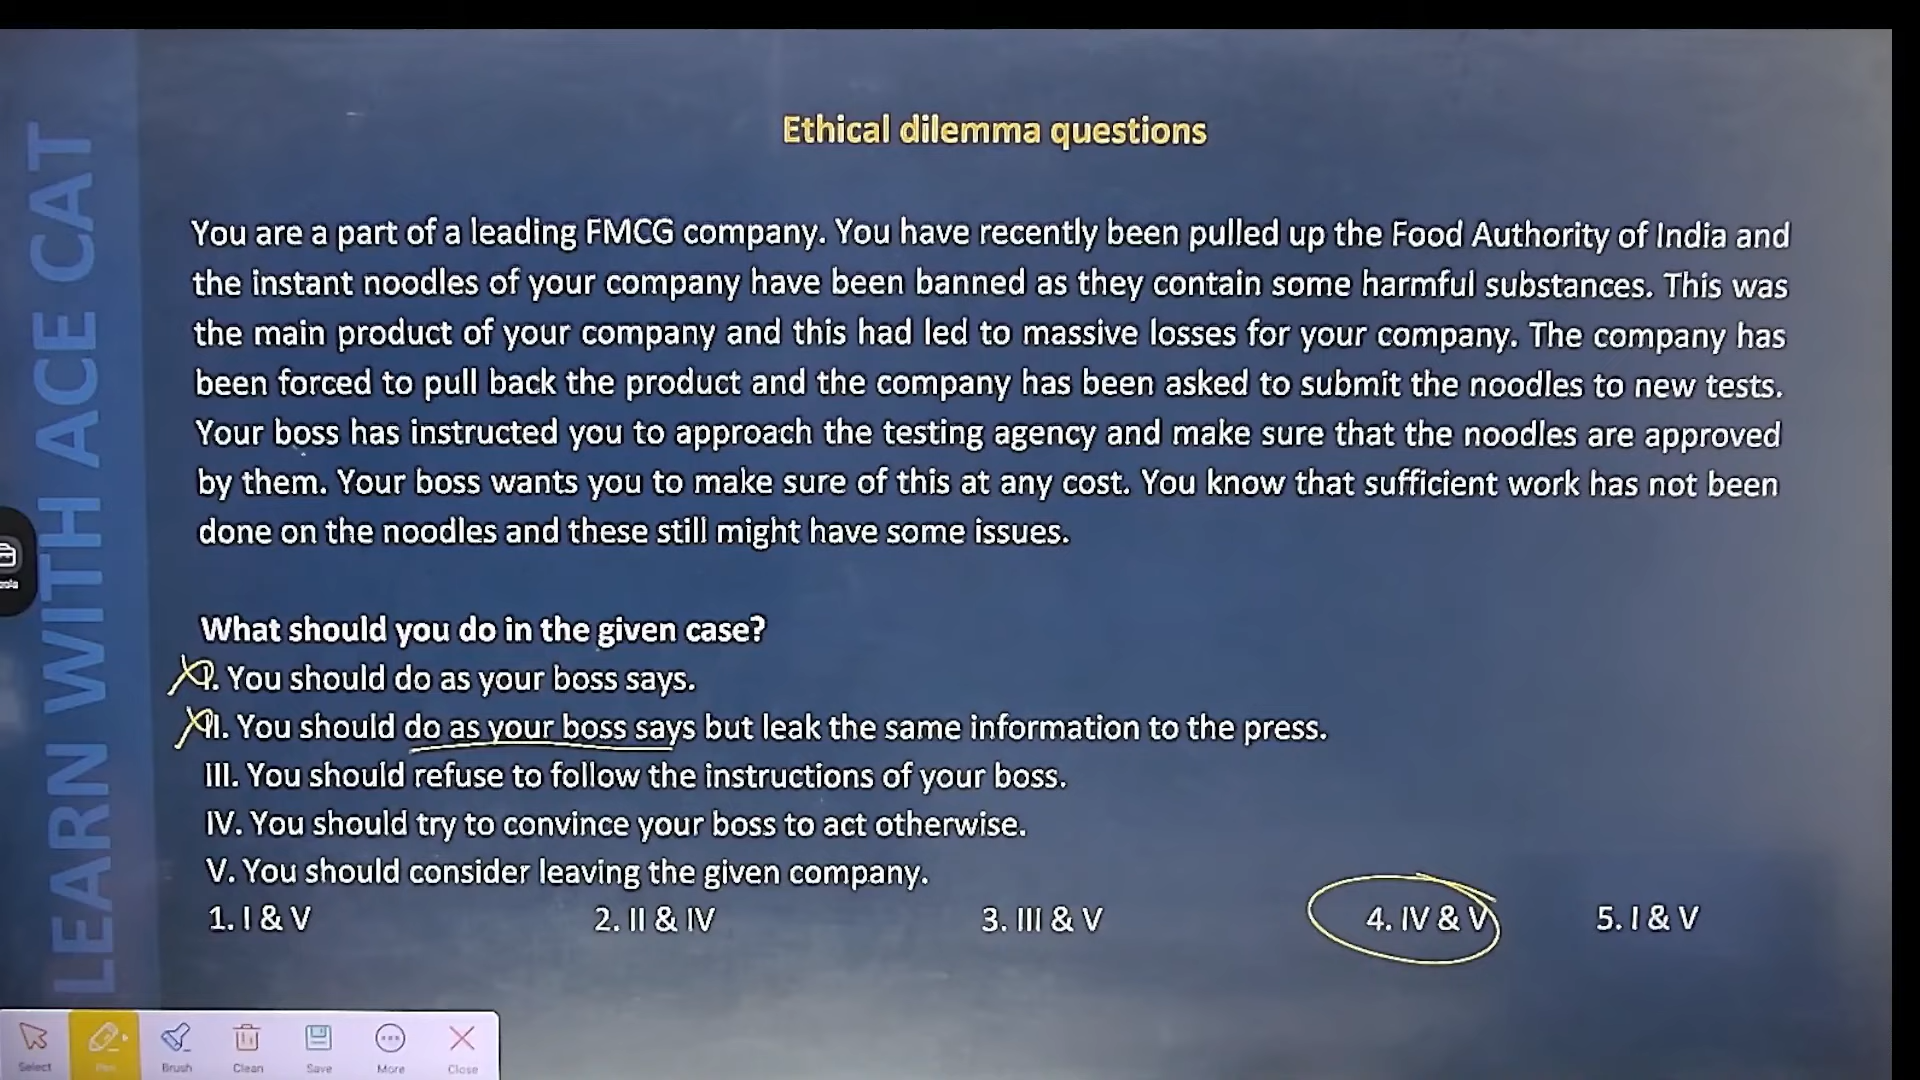 LEARN WITH ACE CAT
Ethical dilemma questions
You are a part of a leading FMCG company. You have recently been pulled up the Food Authority of India and
the instant noodles of your company have been banned as they contain some harmful substances. This was
the main product of your company and this had led to massive losses for your company. The company has
been forced to pull back the product and the company has been asked to submit the noodles to new tests.
Your boss has instructed you to approach the testing agency and make sure that the noodles are approved
by them. Your boss wants you to make sure of this at any cost. You know that sufficient work has not been
done on the noodles and these still might have some issues.
What should you do in the given case?
I. You should do as your boss says.
II. You should do as your boss says but leak the same information to the press.
III. You should refuse to follow the instructions of your boss.
IV. You should try to convince your boss to act otherwise.
V. You should consider leaving the given company.
1. I & V 2. II & IV 3. III & V 4. IV & V 5. I & V
Select Pen Brush Clean Save More Close